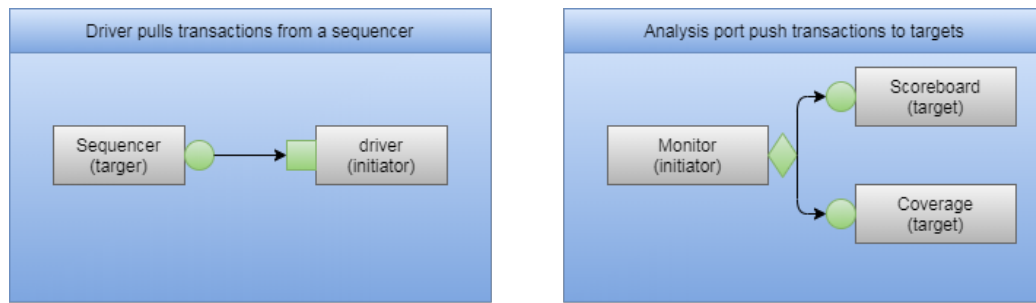 Driver pulls transactions from a sequencer
Sequencer
(targer)
driver
(initiator)
Analysis port push transactions to targets
Monitor
(initiator)
Scoreboard
(target)
Coverage
(target)